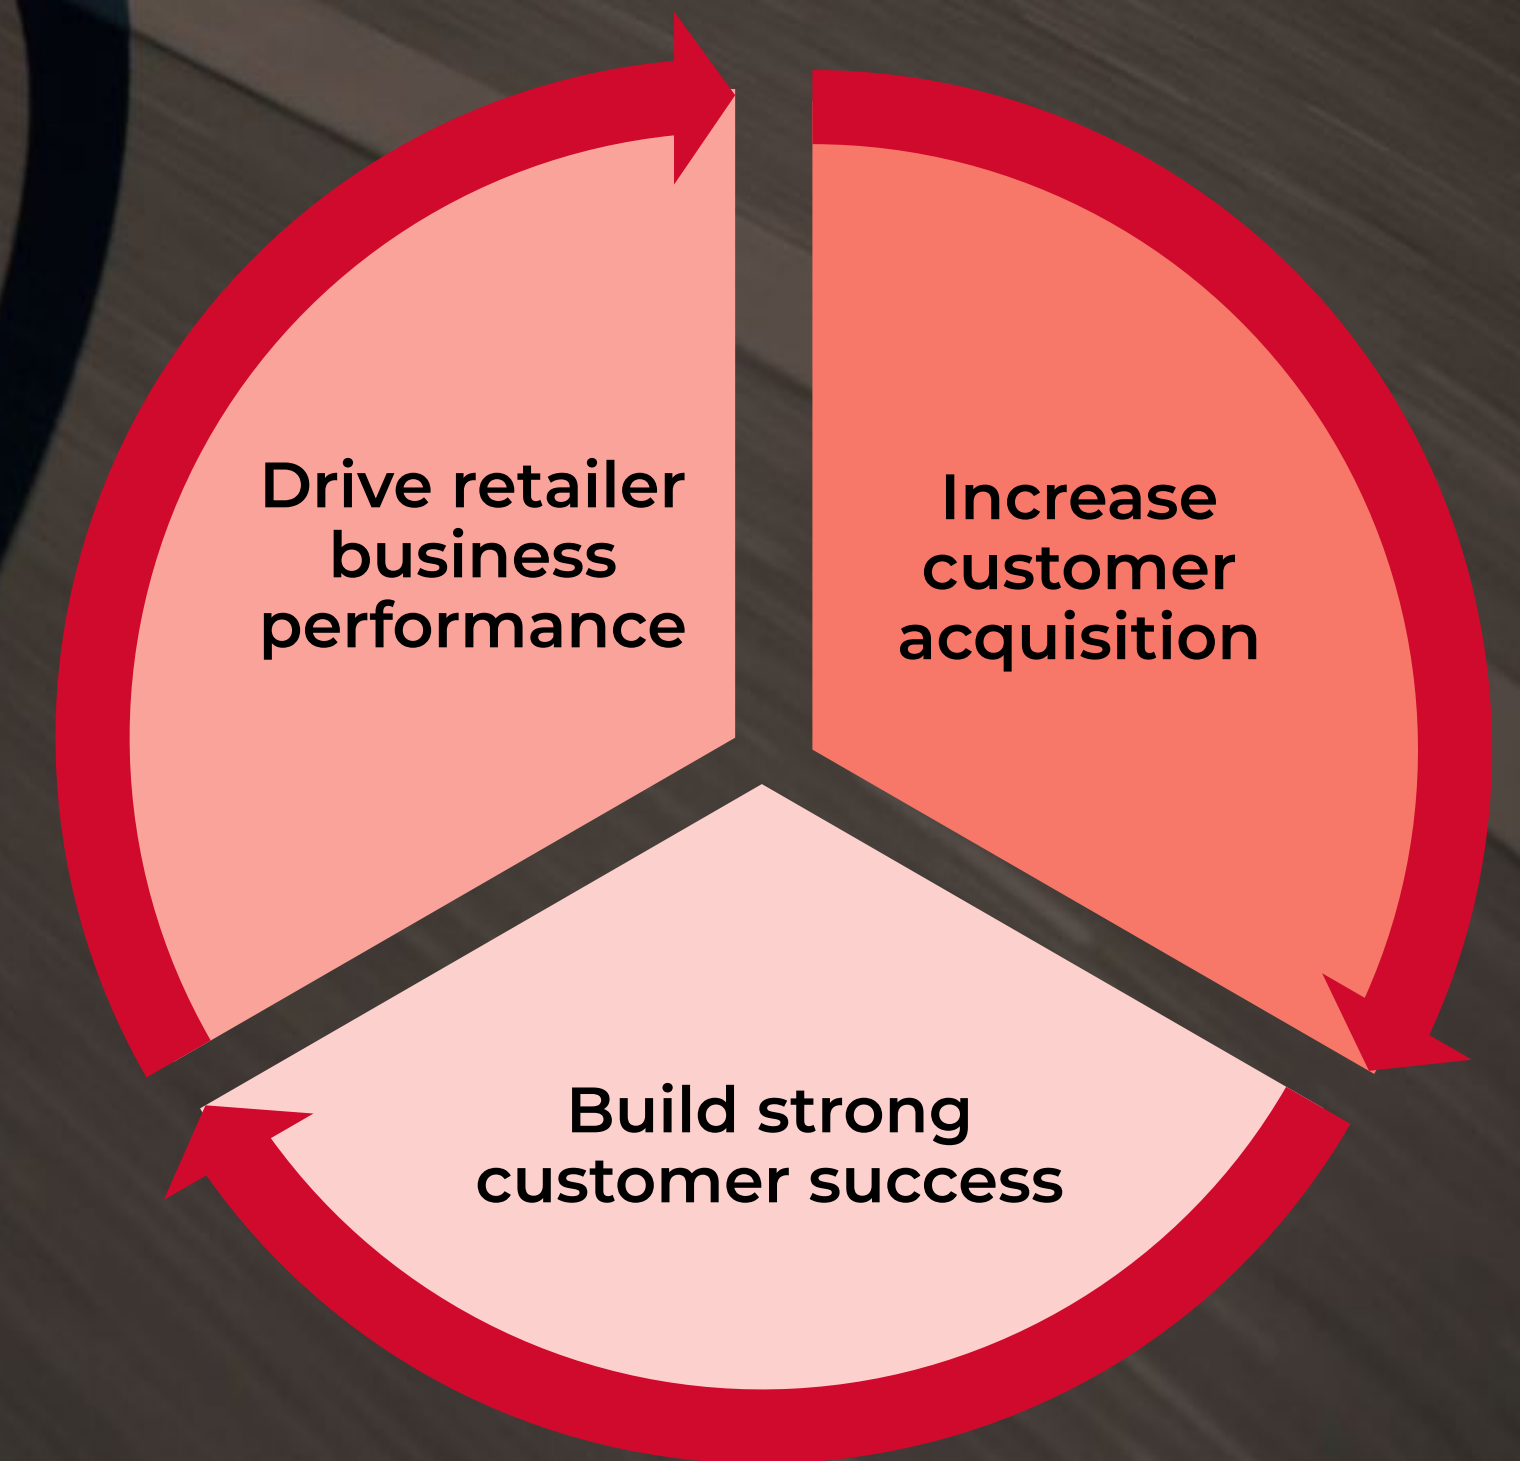 Drive retailer
business
performance
Increase
customer
acquisition
Build strong
customer success